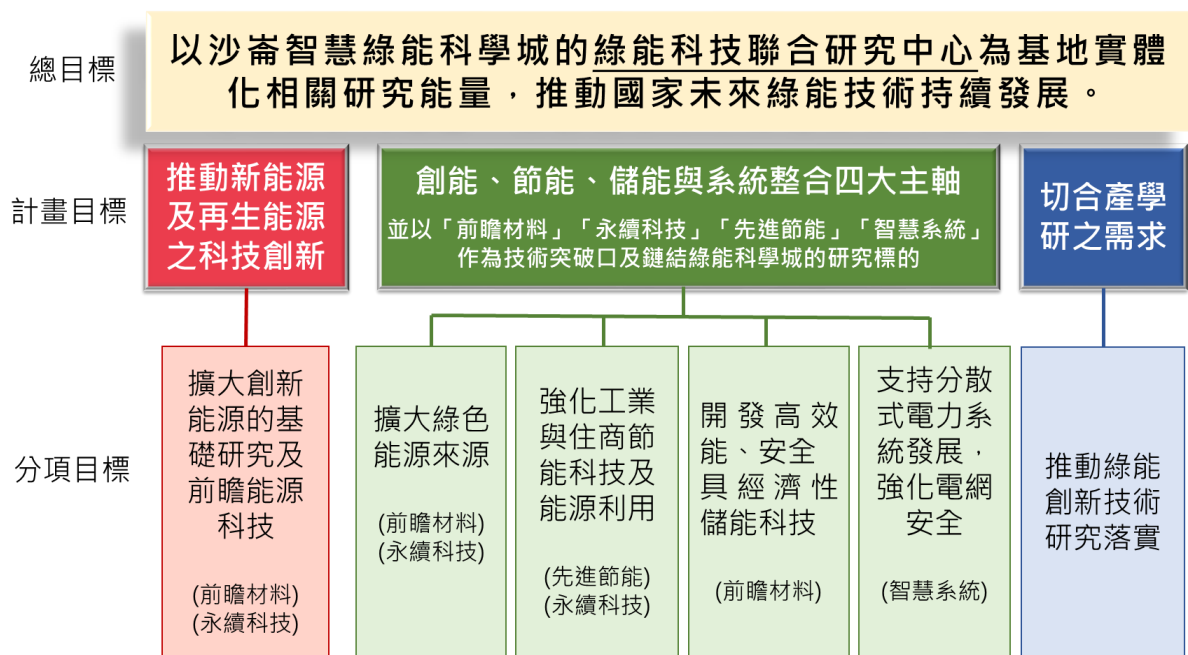 總目標
以沙崙智慧綠能科學城的綠能科技聯合研究中心為基地實體
化相關研究能量，推動國家未來綠能技術持續發展。
計畫目標
推動新能源
及再生能源
之科技創新
創能、節能、儲能與系統整合四大主軸
並以「前瞻材料」「永續科技」「先進節能」「智慧系統」
作為技術突破口及鏈結綠能科學城的研究標的
切合產學
研之需求
分項目標
擴大創新
能源的基
礎研究及
前瞻能源
科技
(前瞻材料)
(永續科技)
擴大綠色
能源來源
(前瞻材料)
(永續科技)
強化工業
與住商節
能科技及
能源利用
(先進節能)
(永續科技)
開發高效
能、安全
具經濟性
儲能科技
(前瞻材料)
支持分散
式電力系
統發展，
強化電網
安全
(智慧系統)
推動綠能
創新技術
研究落實